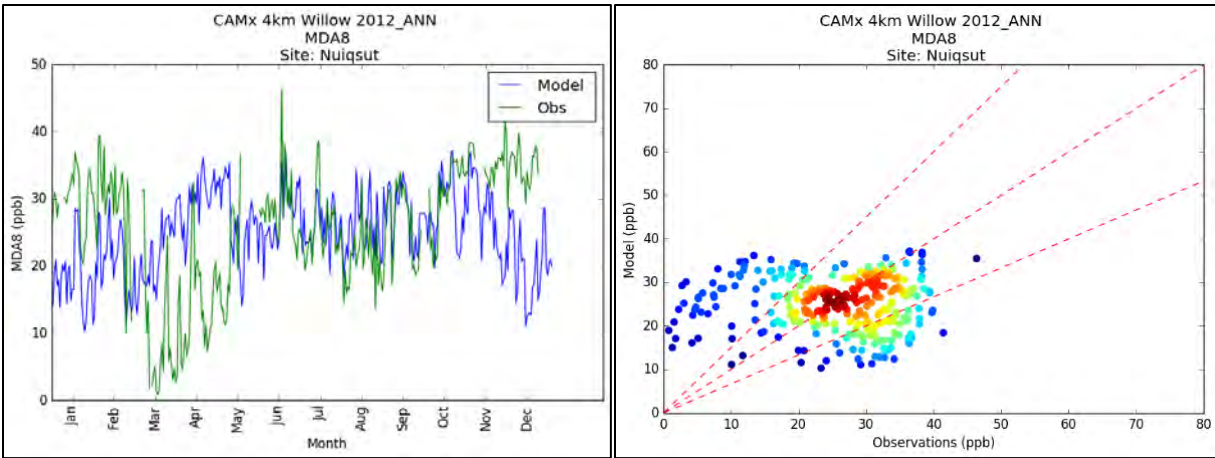 CAMx 4km Willow 2012_ANN
MDA8
Site: Nuiqsut
50
40
30
20
10
0
MDA8 (ppb)
Model
Obs
Jan
Feb
Mar
Apr
May
Jun
Jul
Aug
Sep
Oct
Nov
Dec
Month
CAMx 4km Willow 2012_ANN
MDA8
Site: Nuiqsut
80
70
60
50
40
30
20
10
0
Model (ppb)
0 10 20 30 40 50 60 70 80
Observations (ppb)